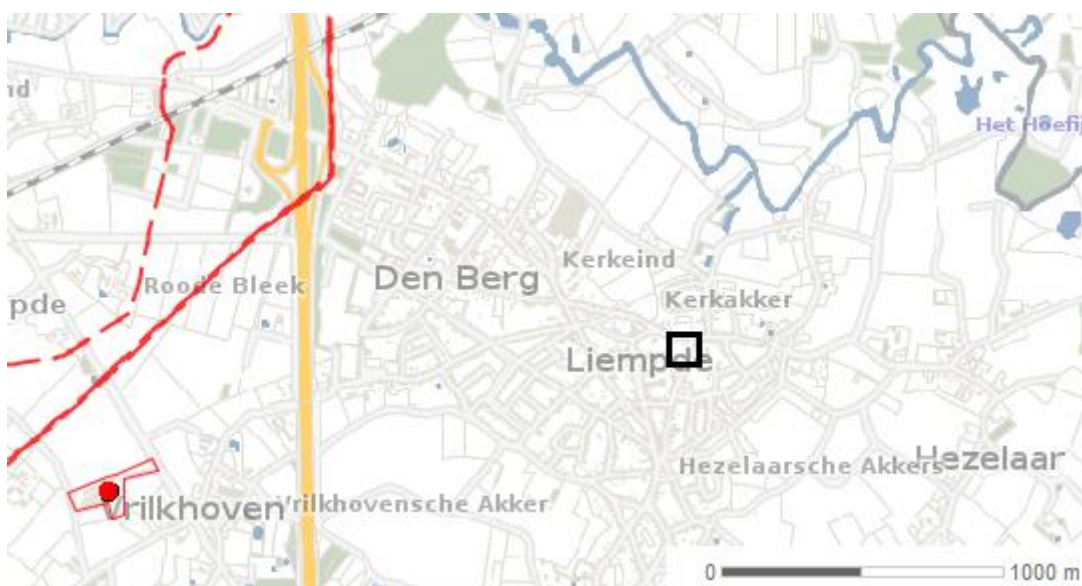 nd
Het Hoefij
Kerkeind
Den Berg
Roode Bleek
Kerkakker
pde
Liempde
Hezelaar
Hezelaarsche Akkers
Vrilkhoven
Vrilkhovensche Akker
0
1000 m